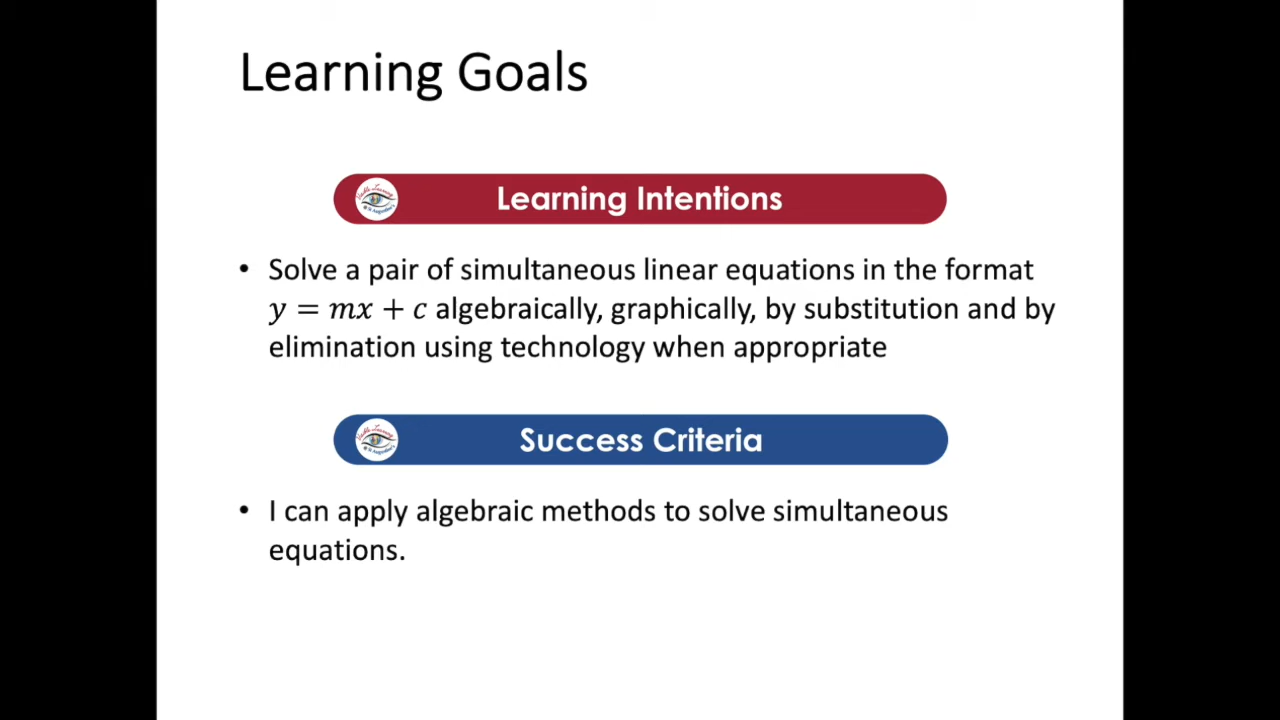 Learning Goals
Learning Intentions
• Solve a pair of simultaneous linear equations in the format
y = mx + c algebraically, graphically, by substitution and by
elimination using technology when appropriate
Success Criteria
• I can apply algebraic methods to solve simultaneous
equations.